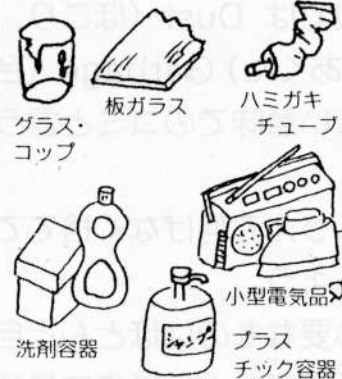 グラス・
コップ
板ガラス
ハミガキ
チューブ
洗剤容器
シャンプー
小型電気品
プラス
チック容器